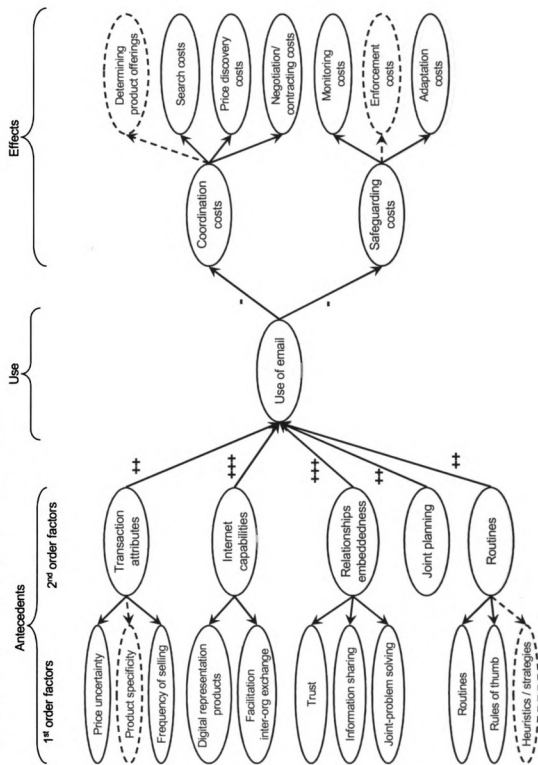 Antecedents
Use
Effects
1st order factors
2nd order factors
Price uncertainty
Product specificity
Frequency of selling
Digital representation
products
Facilitation
inter-org exchange
Trust
Information sharing
Joint-problem solving
Routines
Rules of thumb
Heuristics / strategies
Transaction
attributes
Internet
capabilities
Relationships
embeddedness
Joint planning
Routines
‡
‡‡
‡‡
‡
‡
Use of email
-
-
Coordination
costs
Safeguarding
costs
Determining
product offerings
Search costs
Price discovery
costs
Negotiation/
contracting costs
Monitoring
costs
Enforcement
costs
Adaptation
costs